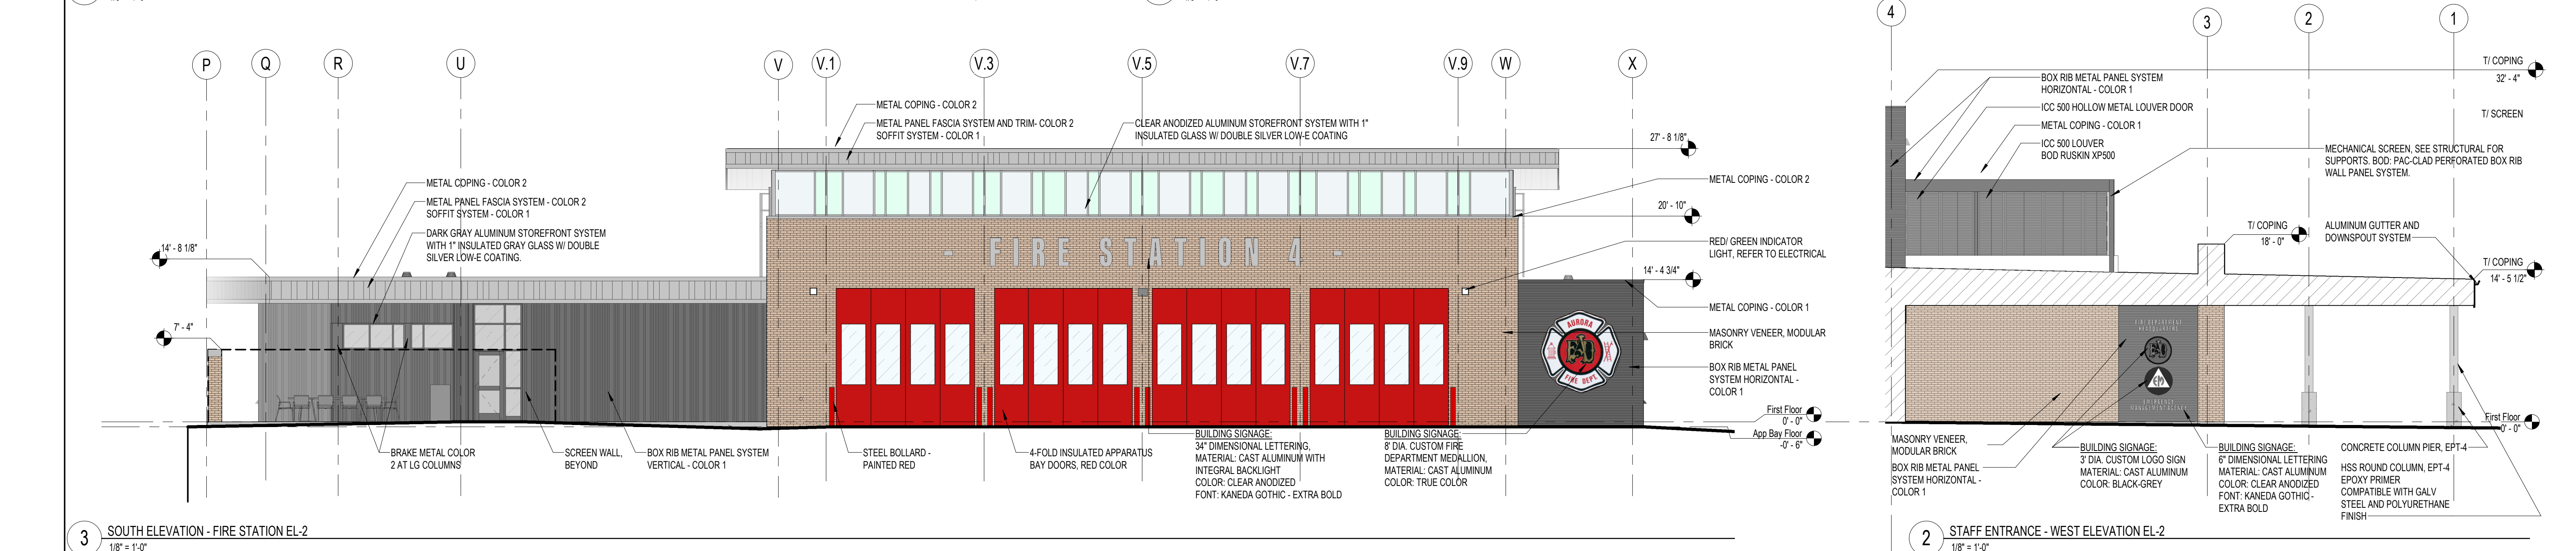 P
Q
R
U
V
V.1
V.3
V.5
V.7
V.9
W
X
METAL COPING - COLOR 2
METAL PANEL FASCIA SYSTEM AND TRIM- COLOR 2
SOFFIT SYSTEM - COLOR 1
CLEAR ANODIZED ALUMINUM STOREFRONT SYSTEM WITH 1"
INSULATED GLASS W/ DOUBLE SILVER LOW-E COATING
27' - 8 1/8"
METAL COPING - COLOR 2
METAL PANEL FASCIA SYSTEM - COLOR 2
SOFFIT SYSTEM - COLOR 1
DARK GRAY ALUMINUM STOREFRONT SYSTEM
WITH 1" INSULATED GRAY GLASS W/ DOUBLE
SILVER LOW-E COATING.
14' - 8 1/8"
7' - 4"
METAL COPING - COLOR 2
20' - 10"
RED/ GREEN INDICATOR
LIGHT, REFER TO ELECTRICAL
14' - 4 3/4"
METAL COPING - COLOR 1
MASONRY VENEER, MODULAR
BRICK
BOX RIB METAL PANEL
SYSTEM HORIZONTAL -
COLOR 1
- FIRE STATION 4 -
AURORA
FIRE DEPT.
First Floor
0' - 0"
App Bay Floor
-0' - 6"
BRAKE METAL COLOR
2 AT LG COLUMNS
SCREEN WALL,
BEYOND
BOX RIB METAL PANEL SYSTEM
VERTICAL - COLOR 1
STEEL BOLLARD -
PAINTED RED
4-FOLD INSULATED APPARATUS
BAY DOORS, RED COLOR
BUILDING SIGNAGE:
34" DIMENSIONAL LETTERING,
MATERIAL: CAST ALUMINUM WITH
INTEGRAL BACKLIGHT
COLOR: CLEAR ANODIZED
FONT: KANEDA GOTHIC - EXTRA BOLD
BUILDING SIGNAGE:
8' DIA. CUSTOM FIRE
DEPARTMENT MEDALLION,
MATERIAL: CAST ALUMINUM
COLOR: TRUE COLOR
3
SOUTH ELEVATION - FIRE STATION EL-2
1/8" = 1'-0"
4
3
2
1
T/ COPING
32' - 4"
T/ SCREEN
BOX RIB METAL PANEL SYSTEM
HORIZONTAL - COLOR 1
ICC 500 HOLLOW METAL LOUVER DOOR
METAL COPING - COLOR 1
ICC 500 LOUVER
BOD RUSKIN XP500
MECHANICAL SCREEN, SEE STRUCTURAL FOR
SUPPORTS. BOD: PAC-CLAD PERFORATED BOX RIB
WALL PANEL SYSTEM.
T/ COPING
18' - 0"
ALUMINUM GUTTER AND
DOWNSPOUT SYSTEM
T/ COPING
14' - 5 1/2"
FIRE DEPARTMENT
HEADQUARTERS
EM
EMERGENCY
MANAGEMENT AGENCY
First Floor
0' - 0"
MASONRY VENEER,
MODULAR BRICK
BOX RIB METAL PANEL
SYSTEM HORIZONTAL -
COLOR 1
BUILDING SIGNAGE:
3' DIA. CUSTOM LOGO SIGN
MATERIAL: CAST ALUMINUM
COLOR: BLACK-GREY
BUILDING SIGNAGE:
6" DIMENSIONAL LETTERING
MATERIAL: CAST ALUMINUM
COLOR: CLEAR ANODIZED
FONT: KANEDA GOTHIC -
EXTRA BOLD
CONCRETE COLUMN PIER, EPT-4
HSS ROUND COLUMN, EPT-4
EPOXY PRIMER
COMPATIBLE WITH GALV
STEEL AND POLYURETHANE
FINISH
2
STAFF ENTRANCE - WEST ELEVATION EL-2
1/8" = 1'-0"